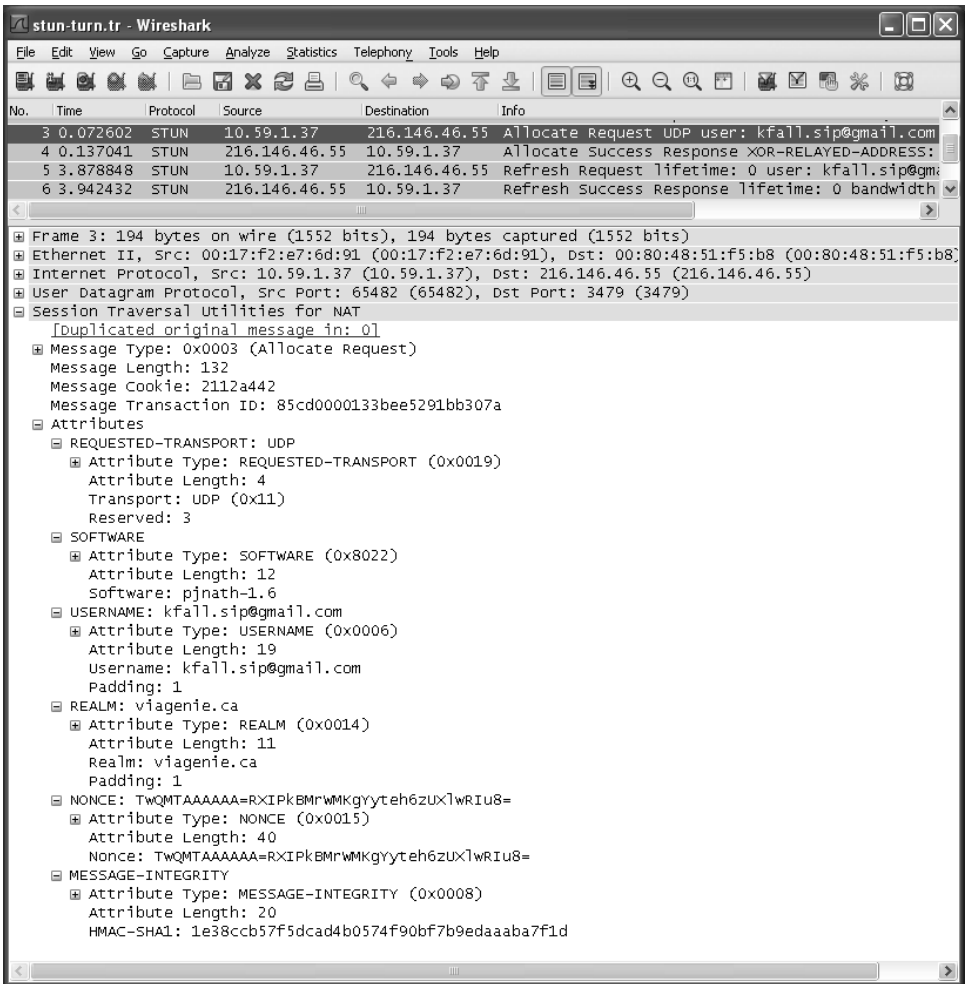 stun-turn.tr - Wireshark
File Edit View Go Capture Analyze Statistics Telephony Tools Help
No. Time Protocol Source Destination Info
3 0.072602 STUN 10.59.1.37 216.146.46.55 Allocate Request UDP user: kfall.sip@gmail.com
4 0.137041 STUN 216.146.46.55 10.59.1.37 Allocate Success Response XOR-RELAYED-ADDRESS:
5 3.878848 STUN 10.59.1.37 216.146.46.55 Refresh Request lifetime: 0 user: kfall.sip@gma
6 3.942432 STUN 216.146.46.55 10.59.1.37 Refresh Success Response lifetime: 0 bandwidth
Frame 3: 194 bytes on wire (1552 bits), 194 bytes captured (1552 bits)
Ethernet II, Src: 00:17:f2:e7:6d:91 (00:17:f2:e7:6d:91), Dst: 00:80:48:51:f5:b8 (00:80:48:51:f5:b8)
Internet Protocol, Src: 10.59.1.37 (10.59.1.37), Dst: 216.146.46.55 (216.146.46.55)
User Datagram Protocol, Src Port: 65482 (65482), Dst Port: 3479 (3479)
Session Traversal Utilities for NAT
[Duplicated original message in: 0]
Message Type: 0x0003 (Allocate Request)
Message Length: 132
Message Cookie: 2112a442
Message Transaction ID: 85cd0000133bee5291bb307a
Attributes
REQUESTED-TRANSPORT: UDP
Attribute Type: REQUESTED-TRANSPORT (0x0019)
Attribute Length: 4
Transport: UDP (0x11)
Reserved: 3
SOFTWARE
Attribute Type: SOFTWARE (0x8022)
Attribute Length: 12
Software: pjnath-1.6
USERNAME: kfall.sip@gmail.com
Attribute Type: USERNAME (0x0006)
Attribute Length: 19
Username: kfall.sip@gmail.com
Padding: 1
REALM: viagenie.ca
Attribute Type: REALM (0x0014)
Attribute Length: 11
Realm: viagenie.ca
Padding: 1
NONCE: TwQMTAAAAAA=RXIPkBMrWMKgYyteh6zUXlwRIu8=
Attribute Type: NONCE (0x0015)
Attribute Length: 40
Nonce: TwQMTAAAAAA=RXIPkBMrWMKgYyteh6zUXlwRIu8=
MESSAGE-INTEGRITY
Attribute Type: MESSAGE-INTEGRITY (0x0008)
Attribute Length: 20
HMAC-SHA1: 1e38ccb57f5dcad4b0574f90bf7b9edaaaba7f1d